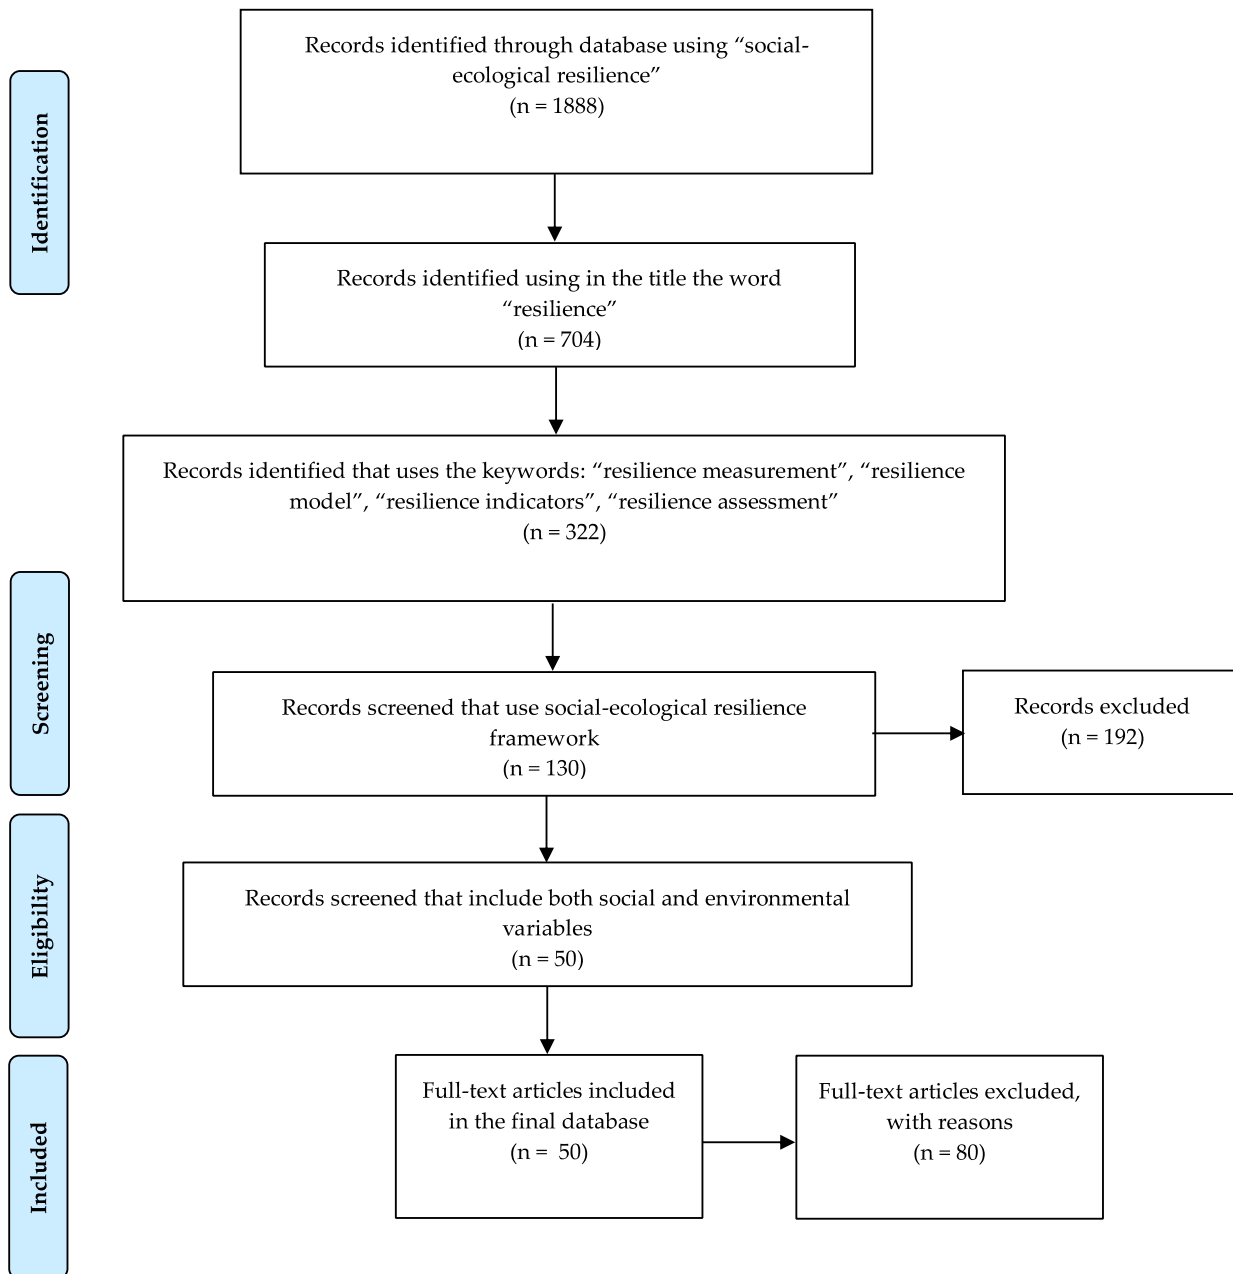 Identification
Records identified through database using “social-
ecological resilience”
(n = 1888)
Records identified using in the title the word
“resilience”
(n = 704)
Records identified that uses the keywords: “resilience measurement”, “resilience
model”, “resilience indicators”, “resilience assessment”
(n = 322)
Screening
Records screened that use social-ecological resilience
framework
(n = 130)
Records excluded
(n = 192)
Eligibility
Records screened that include both social and environmental
variables
(n = 50)
Included
Full-text articles included
in the final database
(n =  50)
Full-text articles excluded,
with reasons
(n = 80)